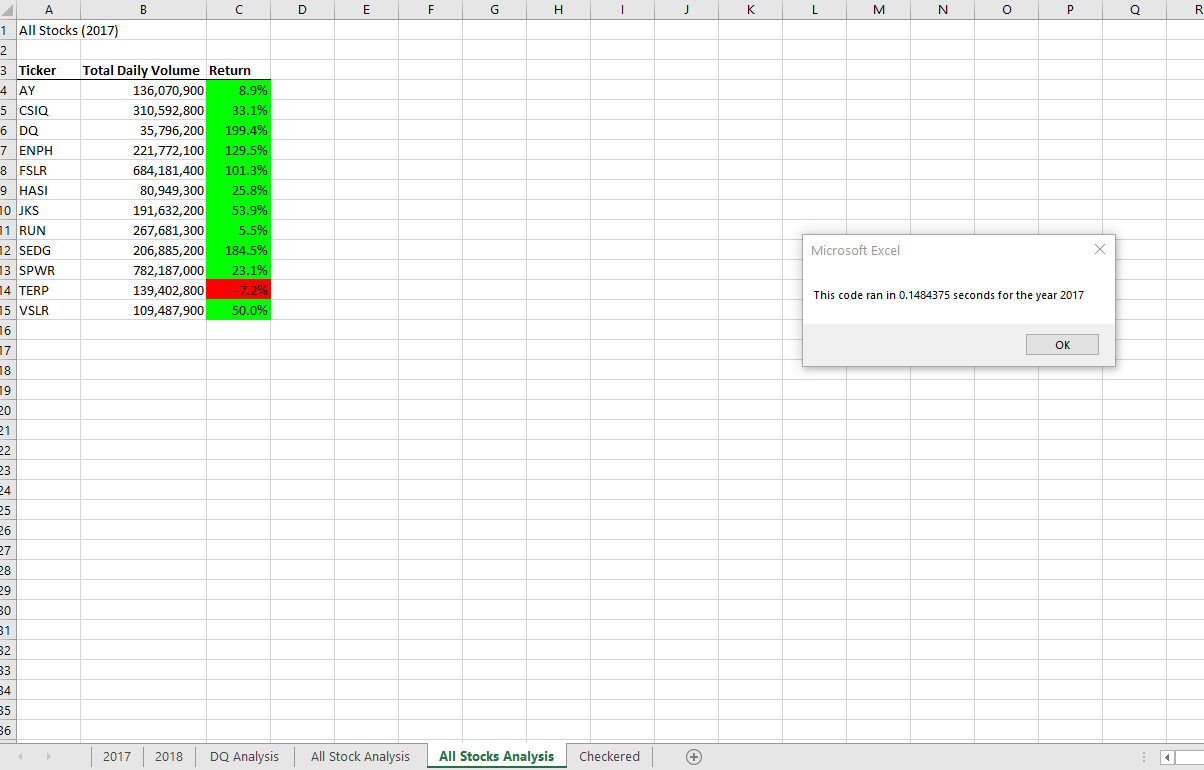 A B C D E F G H I J K L M N O P Q R
1 All Stocks (2017)
2
3 Ticker Total Daily Volume Return
4 AY 136,070,900 8.9%
5 CSIQ 310,592,800 33.1%
6 DQ 35,796,200 199.4%
7 ENPH 221,772,100 129.5%
8 FSLR 684,181,400 101.3%
9 HASI 80,949,300 25.8%
10 JKS 191,632,200 53.9%
11 RUN 267,681,300 5.5%
12 SEDG 206,885,200 184.5%
13 SPWR 782,187,000 23.1%
14 TERP 139,402,800 -7.2%
15 VSLR 109,487,900 50.0%
16
17
18
19
20
21
22
23
24
25
26
27
28
29
30
31
32
33
34
35
36
Microsoft Excel
This code ran in 0.1484375 seconds for the year 2017
OK
2017 2018 DQ Analysis All Stock Analysis All Stocks Analysis Checkered